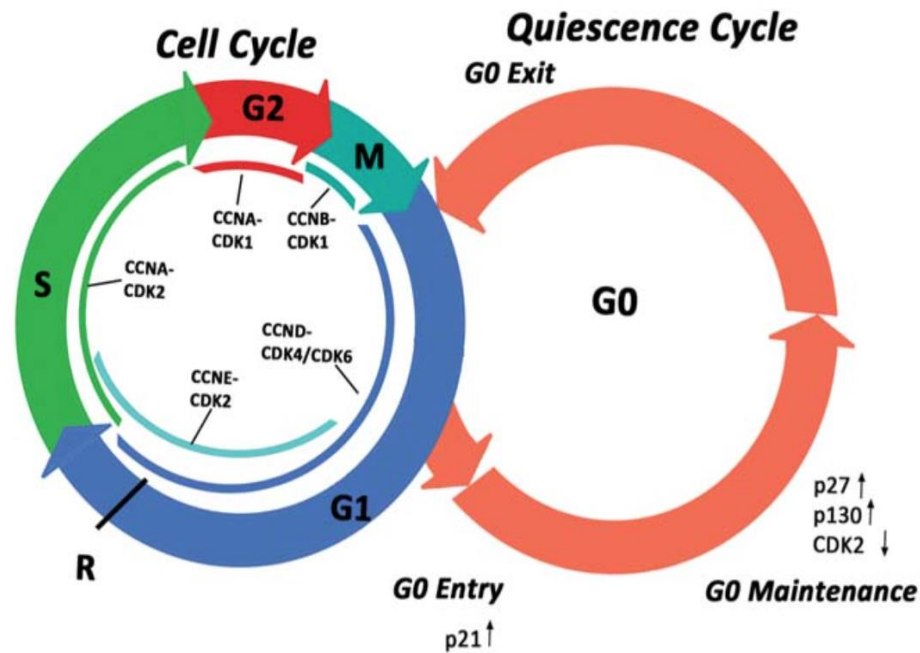 Cell Cycle
Quiescence Cycle
G0 Exit
G2
M
CCNA-
CDK1
CCNB-
CDK1
S
CCNA-
CDK2
G0
CCND-
CDK4/CDK6
CCNE-
CDK2
G1
R
p27 ↑
p130 ↑
CDK2 ↓
G0 Entry
G0 Maintenance
p21 ↑